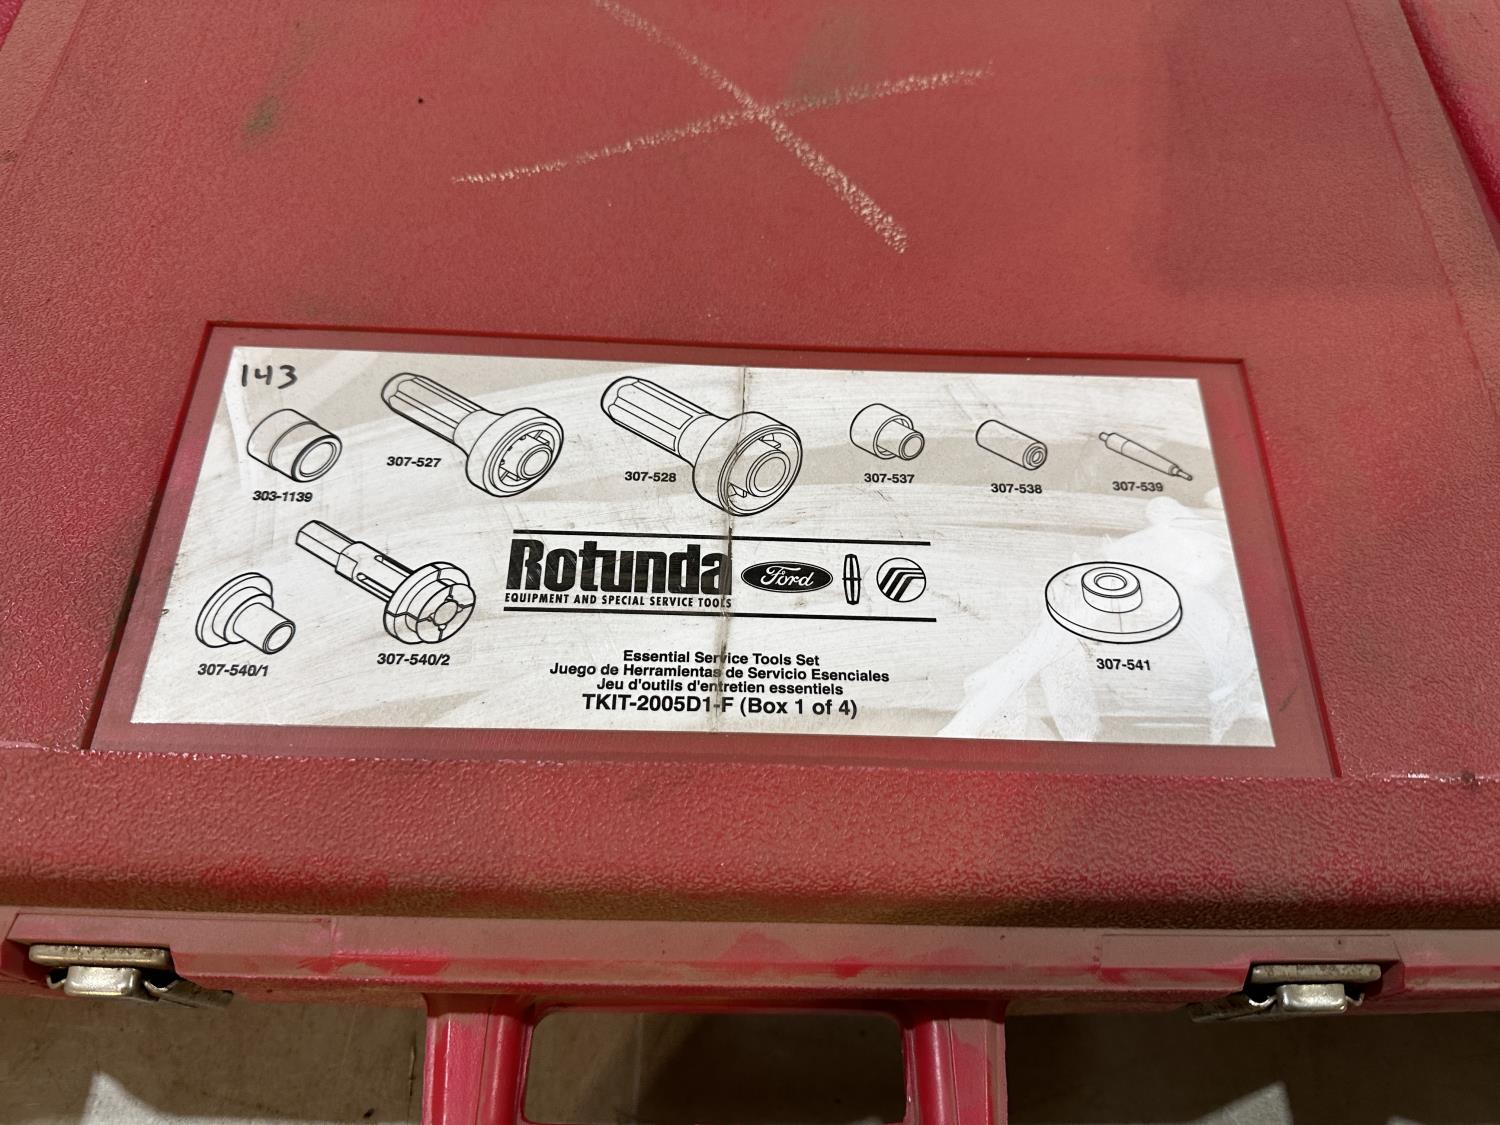 143
303-1139
307-527
307-528
307-537
307-538
307-539
307-540/1
307-540/2
Rotunda
EQUIPMENT AND SPECIAL SERVICE TOOLS
Ford
307-541
Essential Service Tools Set
Juego de Herramientas de Servicio Esenciales
Jeu d'outils d'entretien essentiels
TKIT-2005D1-F (Box 1 of 4)